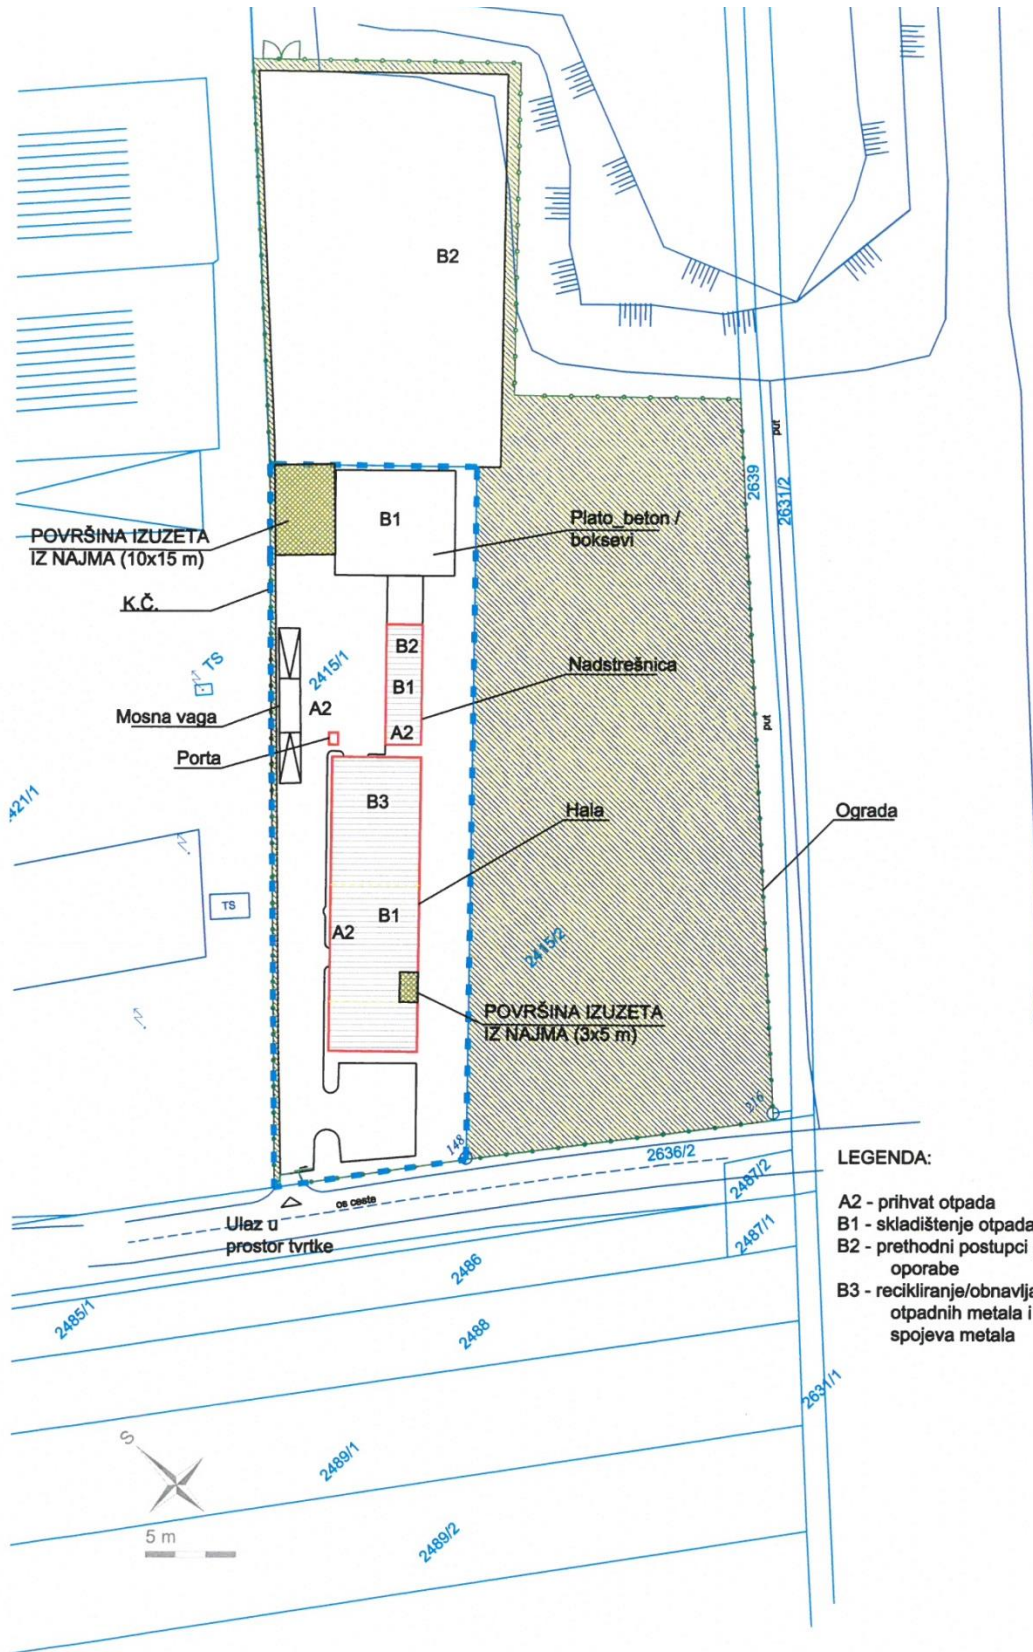 B2
2639
put
2631/2
B1
Plato_beton /
boksevi
POVRŠINA IZUZETA
IZ NAJMA (10x15 m)
K.Č.
TS
2415/1
B2
B1
A2
Nadstrešnica
Mosna vaga
A2
Porta
put
421/1
B3
Hala
Ograda
TS
B1
A2
2415/2
POVRŠINA IZUZETA
IZ NAJMA (3x5 m)
216
148
2636/2
os ceste
Ulaz u
prostor tvrtke
2487/2
2487/1
LEGENDA:
A2 - prihvat otpada
B1 - skladištenje otpada
B2 - prethodni postupci
oporabe
B3 - recikliranje/obnavlja
otpadnih metala i
spojeva metala
2486
2485/1
2488
2631/1
2489/1
2489/2
S
5 m